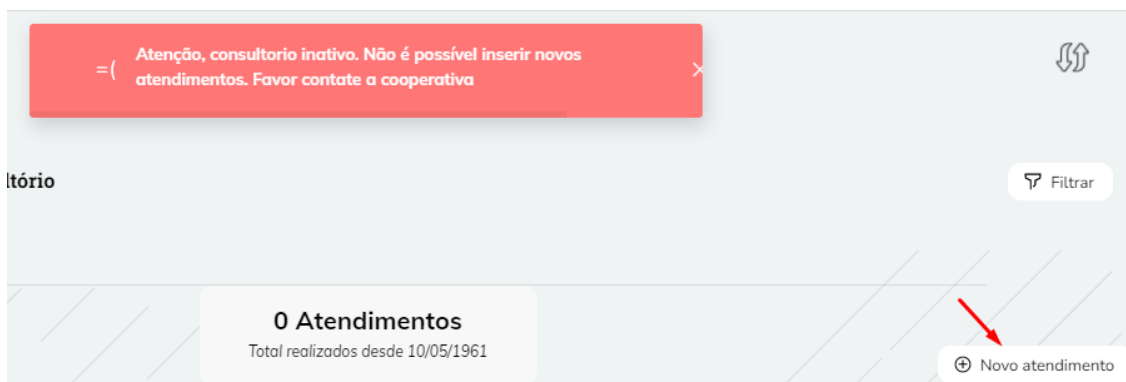 Atenção, consultorio inativo. Não é possível inserir novos
=(
atendimentos. Favor contate a cooperativa
×
ltório
Filtrar
0 Atendimentos
Total realizados desde 10/05/1961
Novo atendimento